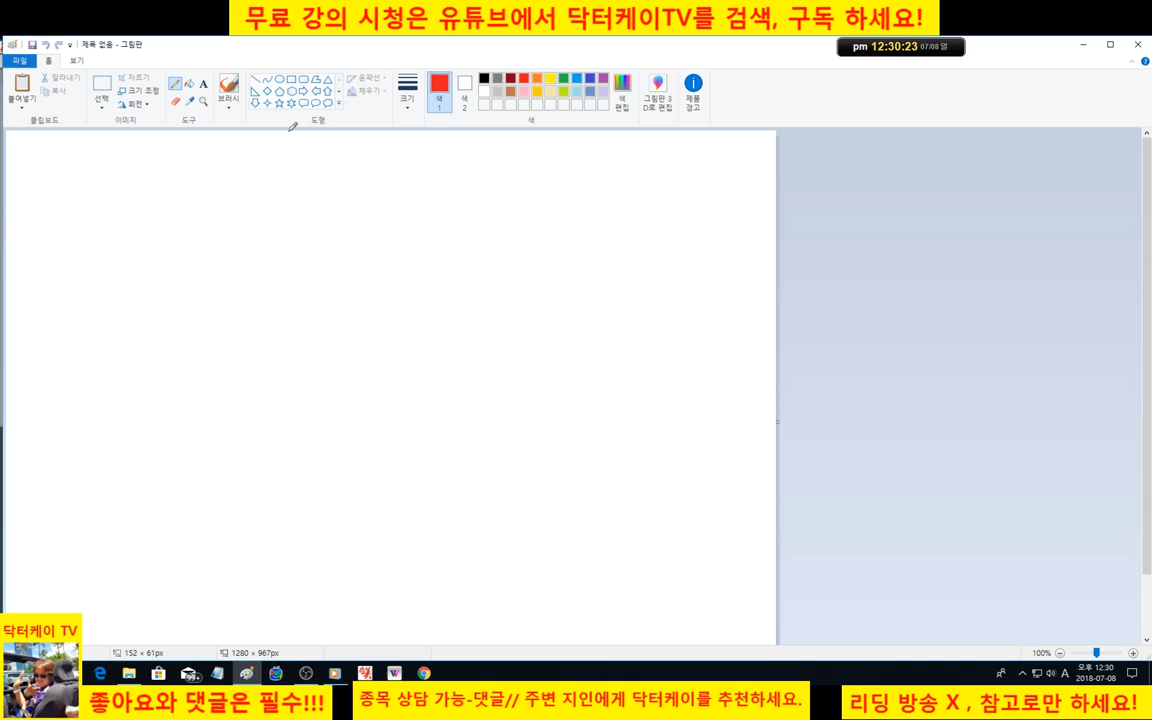 무료 강의 시청은 유튜브에서 닥터케이TV를 검색, 구독 하세요!
제목 없음 - 그림판
pm 12:30:23 07/08 일
파일 홈 보기
붙여넣기
잘라내기
복사
클립보드
선택
자르기
크기 조정
회전
이미지
A
도구
브러시
윤곽선
채우기
도형
크기
색 1
색 2
색 편집
색
그림판 3D로 편집
제품 경고
152 × 61px
1280 × 967px
100%
닥터케이 TV
99+
A
오후 12:30
2018-07-08
좋아요와 댓글은 필수!!!
종목 상담 가능-댓글// 주변 지인에게 닥터케이를 추천하세요.
리딩 방송 X , 참고로만 하세요!